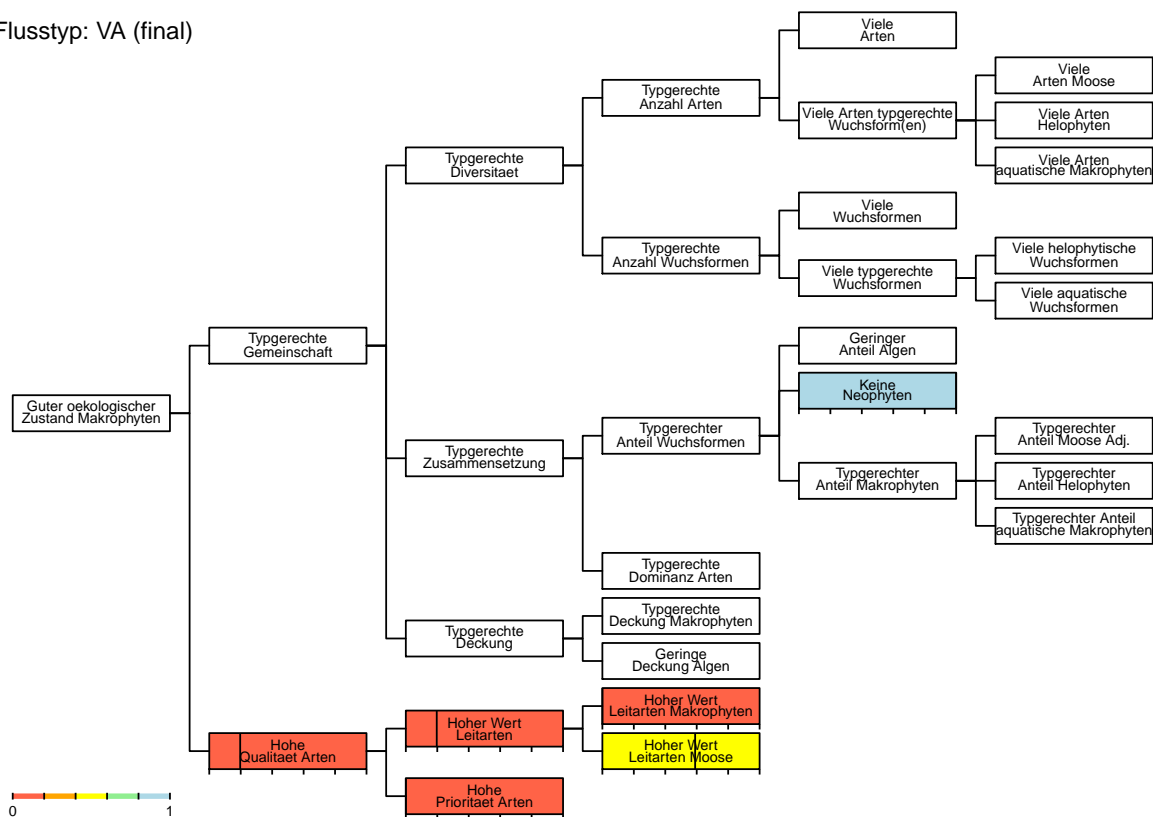 Flusstyp: VA (final)
Viele
Arten
Typgerechte
Anzahl Arten
Viele
Arten Moose
Viele Arten typgerechte
Wuchsform(en)
Viele Arten
Helophyten
Typgerechte
Diversitaet
Viele Arten
aquatische Makrophyten
Viele
Wuchsformen
Typgerechte
Anzahl Wuchsformen
Viele helophytische
Wuchsformen
Viele typgerechte
Wuchsformen
Viele aquatische
Wuchsformen
Typgerechte
Gemeinschaft
Geringer
Anteil Algen
Keine
Neophyten
Guter oekologischer
Zustand Makrophyten
Typgerechter
Anteil Wuchsformen
Typgerechter
Anteil Moose Adj.
Typgerechte
Zusammensetzung
Typgerechter
Anteil Makrophyten
Typgerechter
Anteil Helophyten
Typgerechter Anteil
aquatische Makrophyten
Typgerechte
Dominanz Arten
Typgerechte
Deckung Makrophyten
Typgerechte
Deckung
Geringe
Deckung Algen
Hoher Wert
Leitarten Makrophyten
Hoher Wert
Leitarten
Hoher Wert
Leitarten Moose
Hohe
Qualitaet Arten
Hohe
Prioritaet Arten
0
1